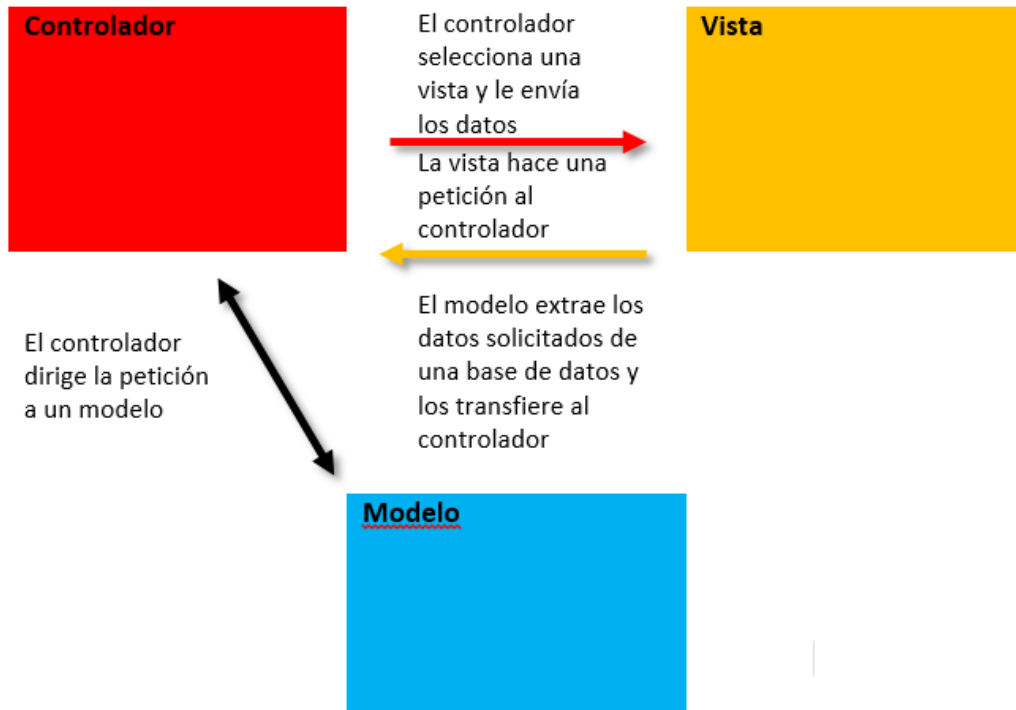 Controlador
El controlador
selecciona una
vista y le envía
los datos
Vista
La vista hace una
petición al
controlador
El controlador
dirige la petición
a un modelo
El modelo extrae los
datos solicitados de
una base de datos y
los transfiere al
controlador
Modelo